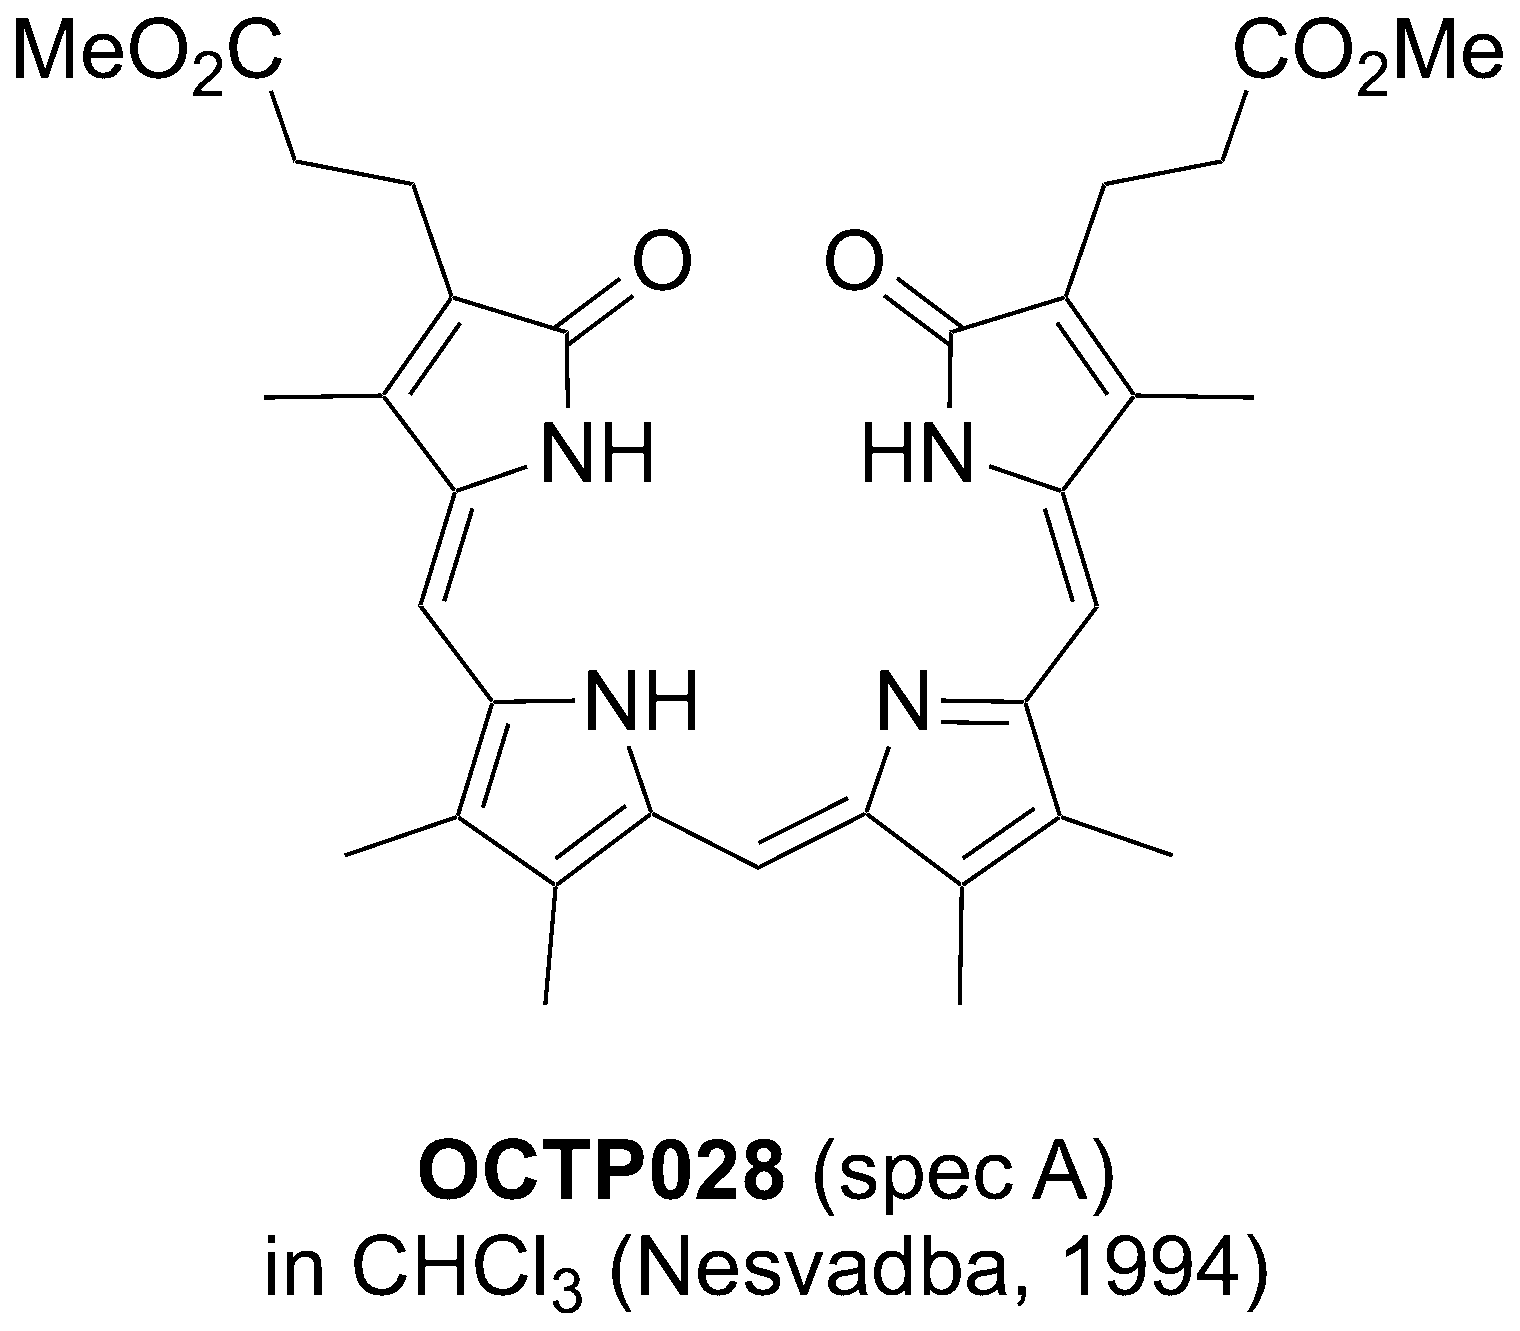 MeO₂C CO₂Me
O O
NH HN
NH N
OCTP028 (spec A)
in CHCl₃ (Nesvadba, 1994)